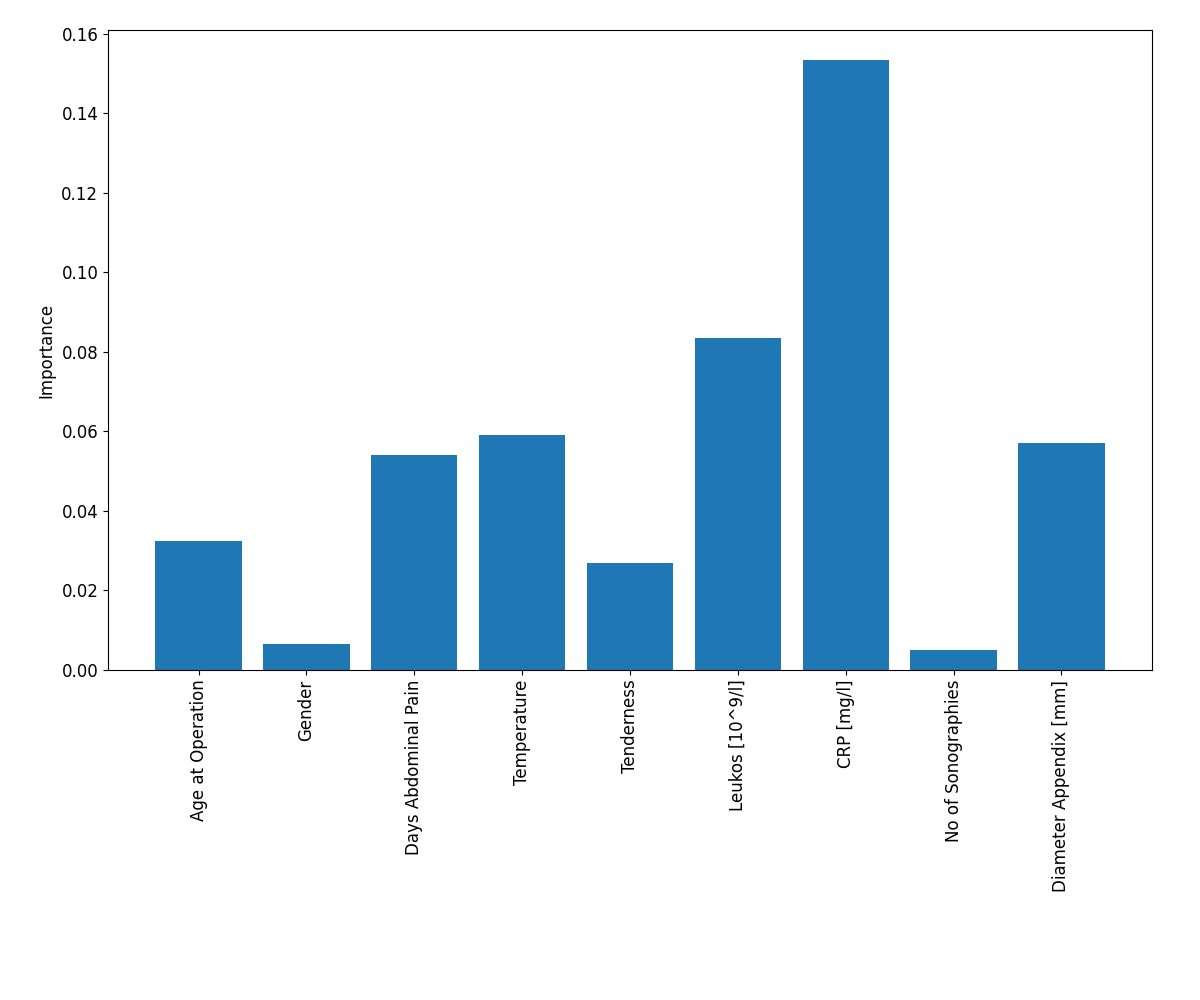 0.16
0.14
0.12
0.10
0.08
0.06
0.04
0.02
0.00
Importance
Age at Operation
Gender
Days Abdominal Pain
Temperature
Tenderness
Leukos [10^9/l]
CRP [mg/l]
No of Sonographies
Diameter Appendix [mm]